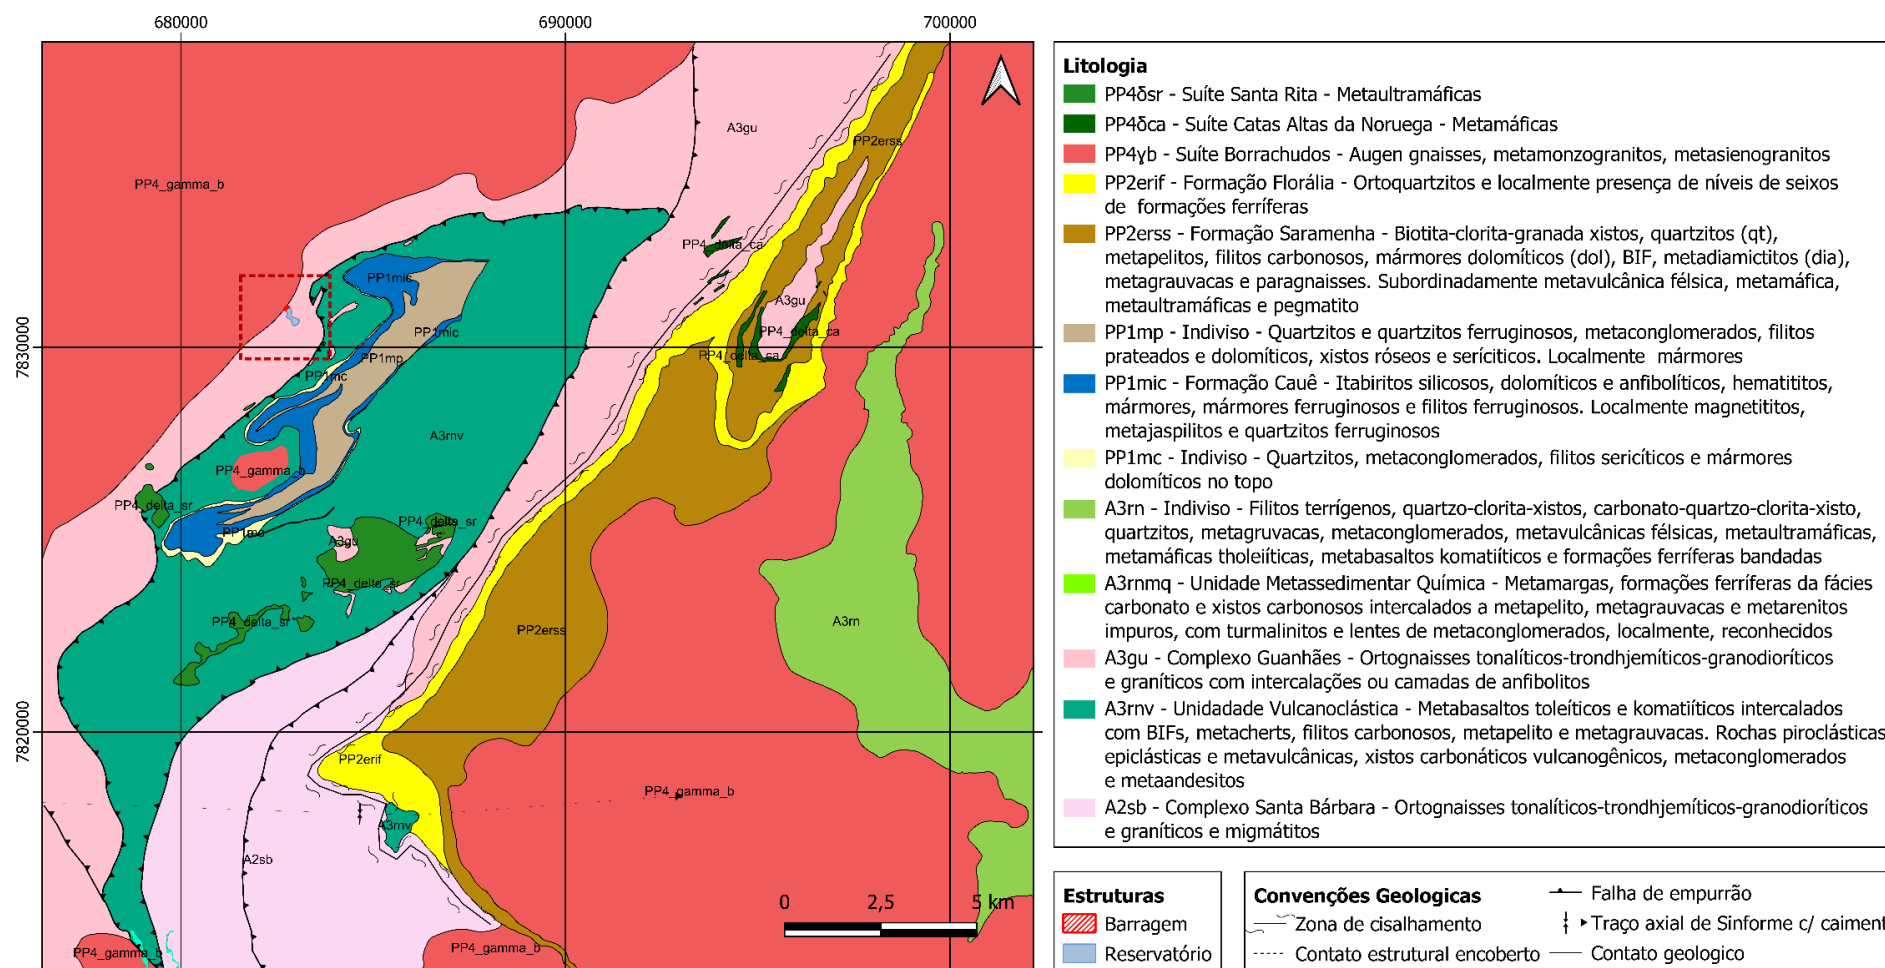 680000
690000
700000
7830000
7820000
A3gu
PP2erss
PP4_gamma_b
PP4_delta_ca
PP1mic
A3gu
PP1mic
PP4_delta_ca
PP4_delta_ca
PP1mp
PP1mc
A3rnv
PP4_gamma_b
PP4_delta_sr
PP4_delta_sr
PP1mc
A3gu
PP4_delta_sr
PP4_delta_sr
A3rn
PP2erss
PP2erif
PP4_gamma_b
A3rnv
A2sb
PP4_gamma_b
PP4_gamma_b
0 2,5 5 km
Litologia
PP4δsr - Suíte Santa Rita - Metaultramáficas
PP4δca - Suíte Catas Altas da Noruega - Metamáficas
PP4ɣb - Suíte Borrachudos - Augen gnaisses, metamonzogranitos, metasienogranitos
PP2erif - Formação Florália - Ortoquartzitos e localmente presença de níveis de seixos
de formações ferríferas
PP2erss - Formação Saramenha - Biotita-clorita-granada xistos, quartzitos (qt),
metapelitos, filitos carbonosos, mármores dolomíticos (dol), BIF, metadiamictitos (dia),
metagrauvacas e paragnaisses. Subordinadamente metavulcânica félsica, metamáfica,
metaultramáficas e pegmatito
PP1mp - Indiviso - Quartzitos e quartzitos ferruginosos, metaconglomerados, filitos
prateados e dolomíticos, xistos róseos e seríciticos. Localmente mármores
PP1mic - Formação Cauê - Itabiritos silicosos, dolomíticos e anfibolíticos, hematititos,
mármores, mármores ferruginosos e filitos ferruginosos. Localmente magnetititos,
metajaspilitos e quartzitos ferruginosos
PP1mc - Indiviso - Quartzitos, metaconglomerados, filitos sericíticos e mármores
dolomíticos no topo
A3rn - Indiviso - Filitos terrígenos, quartzo-clorita-xistos, carbonato-quartzo-clorita-xisto,
quartzitos, metagruvacas, metaconglomerados, metavulcânicas félsicas, metaultramáficas,
metamáficas tholeiíticas, metabasaltos komatiíticos e formações ferríferas bandadas
A3rnmq - Unidade Metassedimentar Química - Metamargas, formações ferríferas da fácies
carbonato e xistos carbonosos intercalados a metapelito, metagrauvacas e metarenitos
impuros, com turmalinitos e lentes de metaconglomerados, localmente, reconhecidos
A3gu - Complexo Guanhães - Ortognaisses tonalíticos-trondhjemíticos-granodioríticos
e graníticos com intercalações ou camadas de anfibolitos
A3rnv - Unidadade Vulcanoclástica - Metabasaltos toleíticos e komatiíticos intercalados
com BIFs, metacherts, filitos carbonosos, metapelito e metagrauvacas. Rochas piroclásticas
epiclásticas e metavulcânicas, xistos carbonáticos vulcanogênicos, metaconglomerados
e metaandesitos
A2sb - Complexo Santa Bárbara - Ortognaisses tonalíticos-trondhjemíticos-granodioríticos
e graníticos e migmátitos
Estruturas
Barragem
Reservatório
Convenções Geologicas
Zona de cisalhamento
Contato estrutural encoberto
Falha de empurrão
Traço axial de Sinforme c/ caiment
Contato geologico